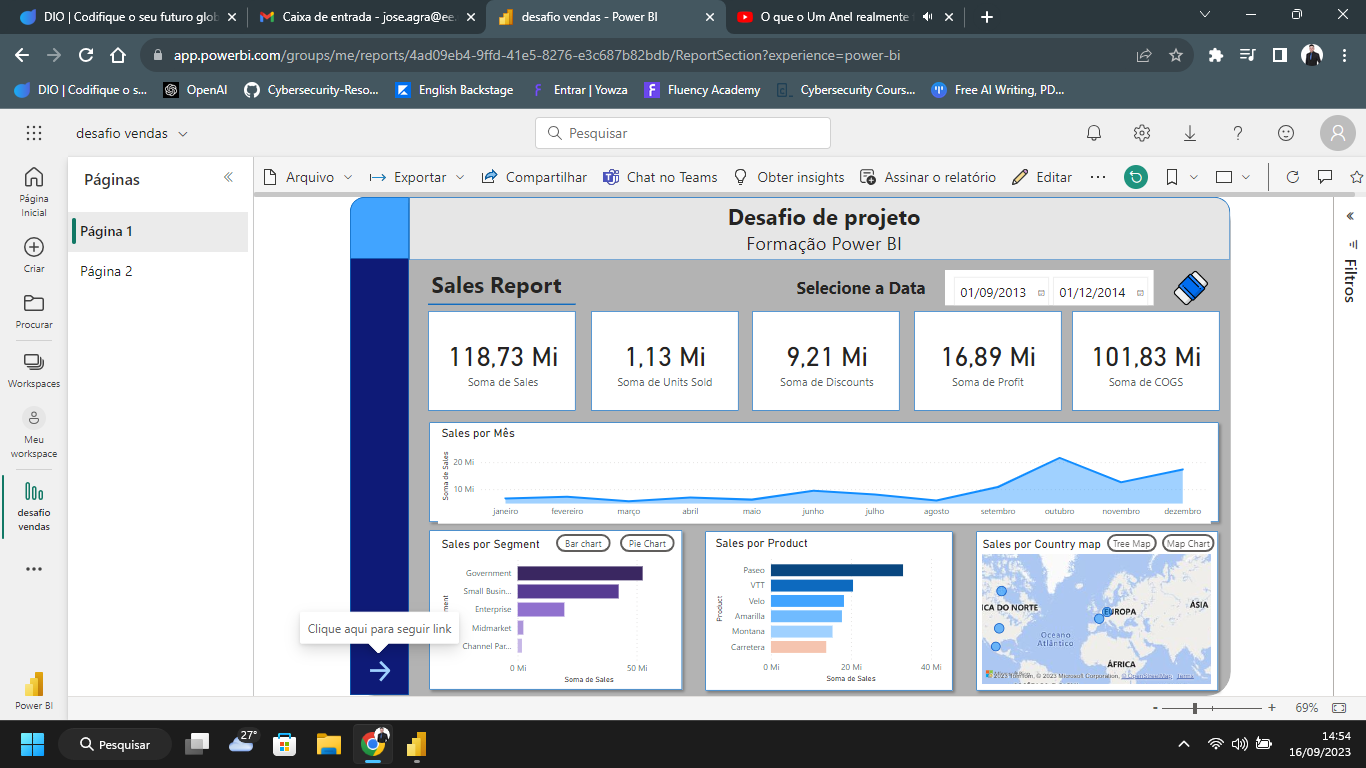 DIO | Codifique o seu futuro glob
Caixa de entrada - jose.agra@ee.
desafio vendas - Power BI
O que o Um Anel realmente
app.powerbi.com/groups/me/reports/4ad09eb4-9ffd-41e5-8276-e3c687b82bdb/ReportSection?experience=power-bi
DIO | Codifique o s...
OpenAI
Cybersecurity-Reso...
English Backstage
Entrar | Yowza
Fluency Academy
Cybersecurity Cours...
Free AI Writing, PD...
desafio vendas
Pesquisar
Página Inicial
Criar
Procurar
Workspaces
Meu workspace
desafio vendas
Power BI
Páginas
Página 1
Página 2
Arquivo
Exportar
Compartilhar
Chat no Teams
Obter insights
Assinar o relatório
Editar
Filtros
Desafio de projeto
Formação Power BI
Sales Report
Selecione a Data
01/09/2013
01/12/2014
118,73 Mi
Soma de Sales
1,13 Mi
Soma de Units Sold
9,21 Mi
Soma de Discounts
16,89 Mi
Soma de Profit
101,83 Mi
Soma de COGS
Sales por Mês
Soma de Sales
20 Mi
10 Mi
janeiro fevereiro março abril maio junho julho agosto setembro outubro novembro dezembro
Sales por Segment
Bar chart
Pie Chart
Government
Small Busin...
Enterprise
Midmarket
Channel Par...
0 Mi 50 Mi
Soma de Sales
Clique aqui para seguir link
Sales por Product
Product
Paseo
VTT
Velo
Amarilla
Montana
Carretera
0 Mi 20 Mi 40 Mi
Soma de Sales
Sales por Country map
Tree Map
Map Chart
ICA DO NORTE
EUROPA
ÁSIA
Oceano
Atlântico
ÁFRICA
© 2023 TomTom, © 2023 Microsoft Corporation, © OpenStreetMap Terms
69%
27°
Pesquisar
14:54
16/09/2023